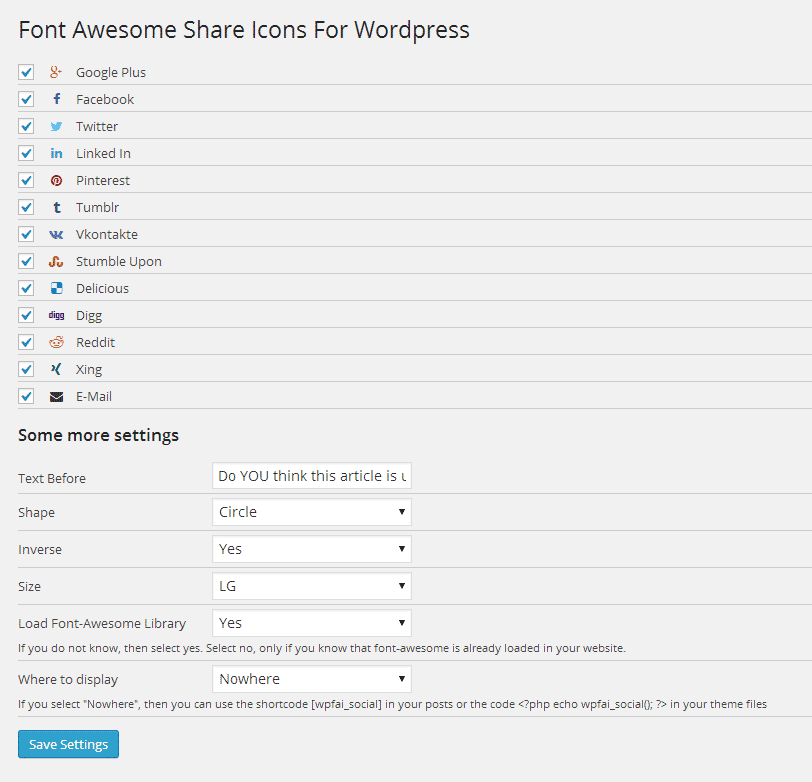 Font Awesome Share Icons For Wordpress
Google Plus
Facebook
Twitter
Linked In
Pinterest
Tumblr
Vkontakte
Stumble Upon
Delicious
digg Digg
Reddit
Xing
E-Mail
Some more settings
Text Before Do YOU think this article is
Shape Circle
Inverse Yes
Size LG
Load Font-Awesome Library Yes
If you do not know, then select yes. Select no, only if you know that font-awesome is already loaded in your website.
Where to display Nowhere
If you select "Nowhere", then you can use the shortcode [wpfai_social] in your posts or the code <?php echo wpfai_social(); ?> in your theme files
Save Settings